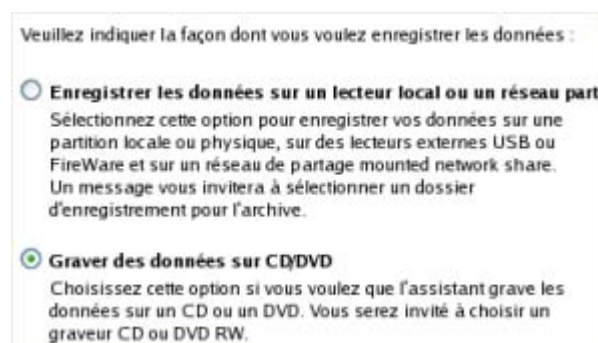 Veuillez indiquer la façon dont vous voulez enregistrer les données :
Enregistrer les données sur un lecteur local ou un réseau part
Sélectionnez cette option pour enregistrer vos données sur une
partition locale ou physique, sur des lecteurs externes USB ou
FireWare et sur un réseau de partage mounted network share.
Un message vous invitera à sélectionner un dossier
d'enregistrement pour l'archive.
Graver des données sur CD/DVD
Choisissez cette option si vous voulez que l'assistant grave les
données sur un CD ou un DVD. Vous serez invité à choisir un
graveur CD ou DVD RW.